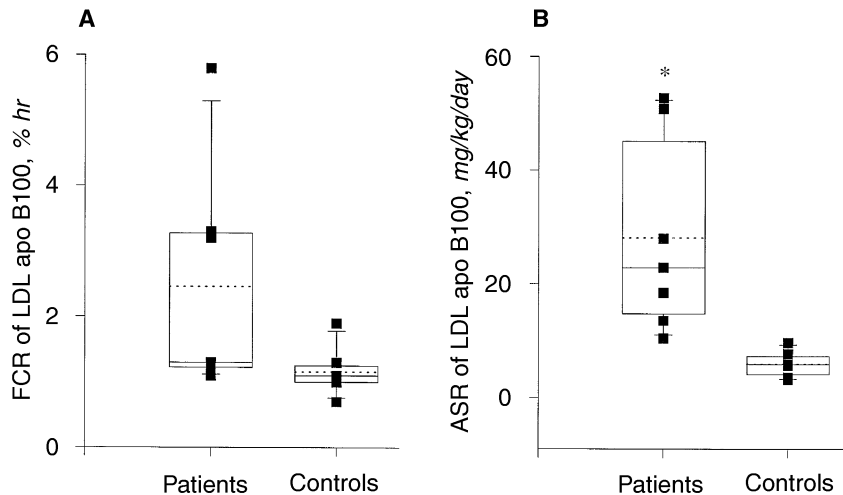 A
FCR of LDL apo B100, % hr
6
4
2
0
Patients Controls
B
ASR of LDL apo B100, mg/kg/day
60
40
20
0
*
Patients Controls